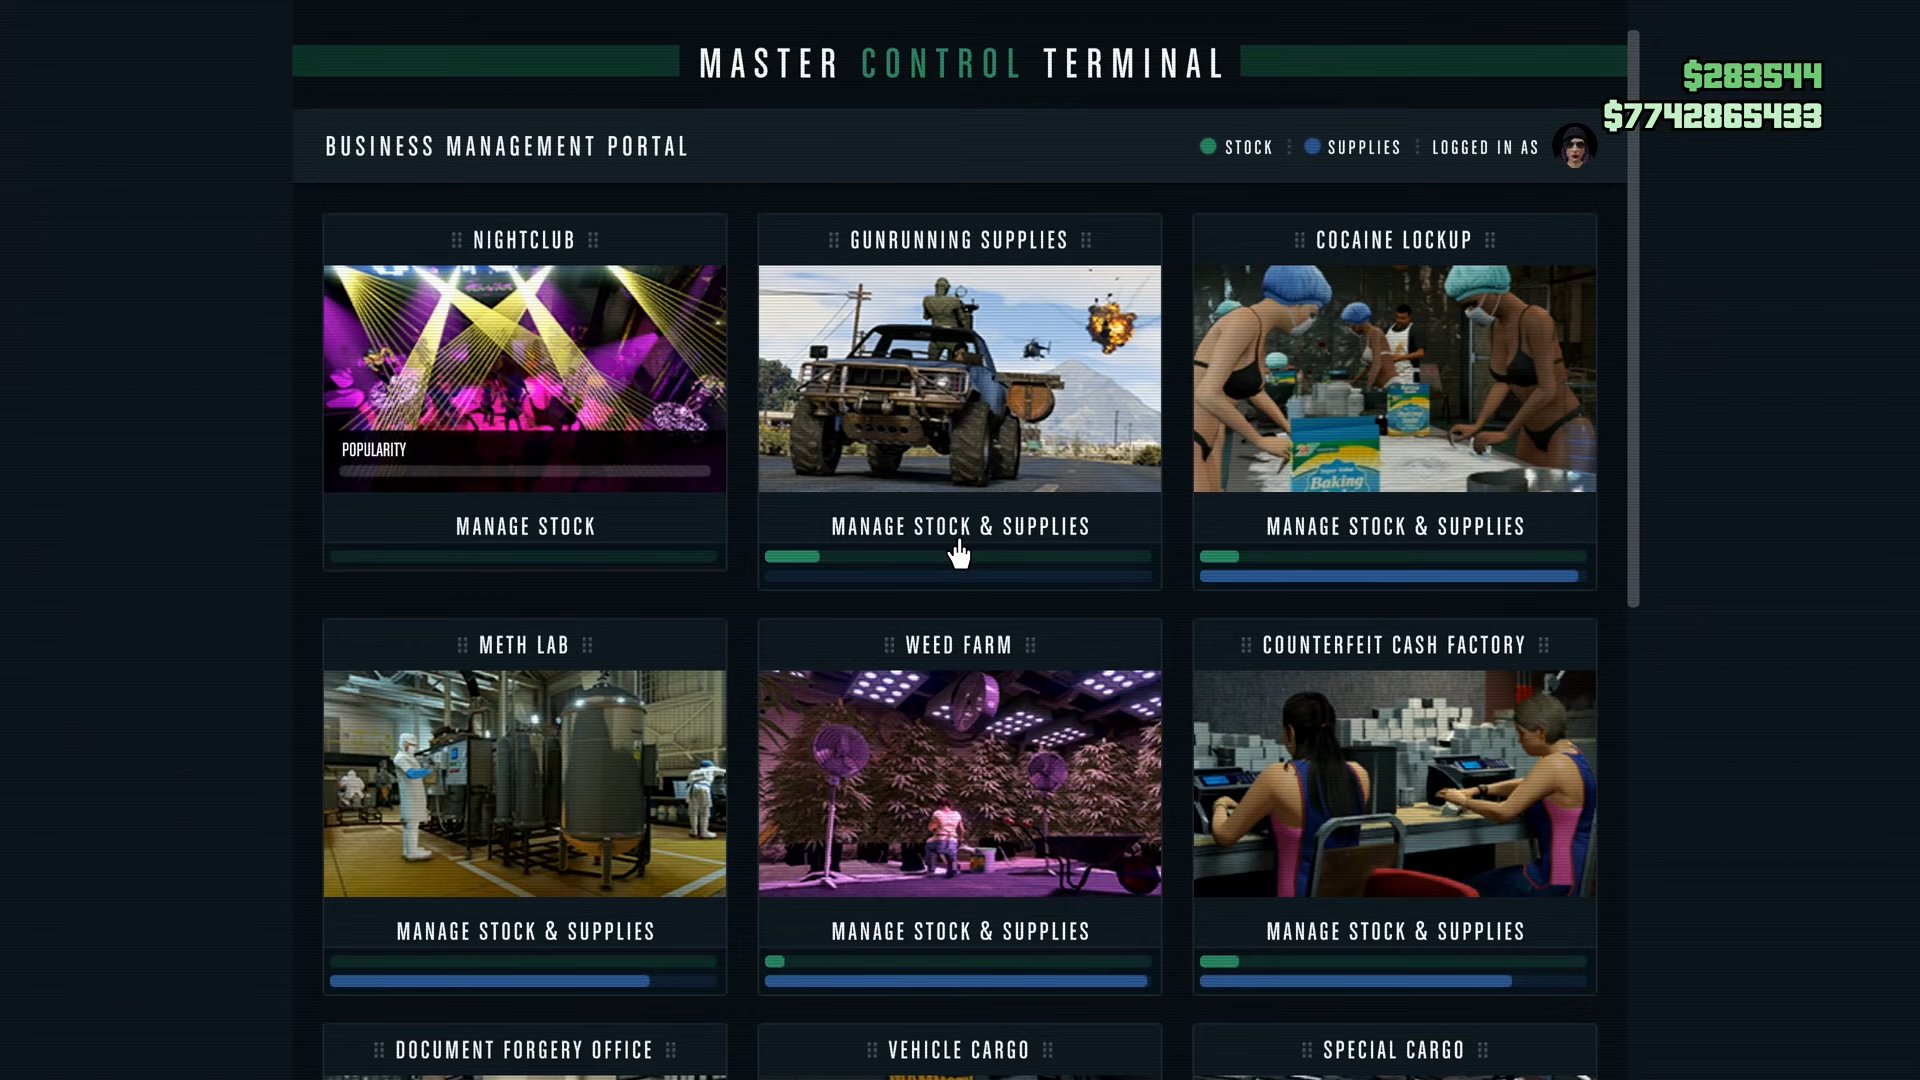 MASTER CONTROL TERMINAL
$283544
$7742865433
BUSINESS MANAGEMENT PORTAL
STOCK
SUPPLIES
LOGGED IN AS
NIGHTCLUB
GUNRUNNING SUPPLIES
COCAINE LOCKUP
POPULARITY
Baking
MANAGE STOCK
MANAGE STOCK & SUPPLIES
MANAGE STOCK & SUPPLIES
METH LAB
WEED FARM
COUNTERFEIT CASH FACTORY
MANAGE STOCK & SUPPLIES
MANAGE STOCK & SUPPLIES
MANAGE STOCK & SUPPLIES
DOCUMENT FORGERY OFFICE
VEHICLE CARGO
SPECIAL CARGO